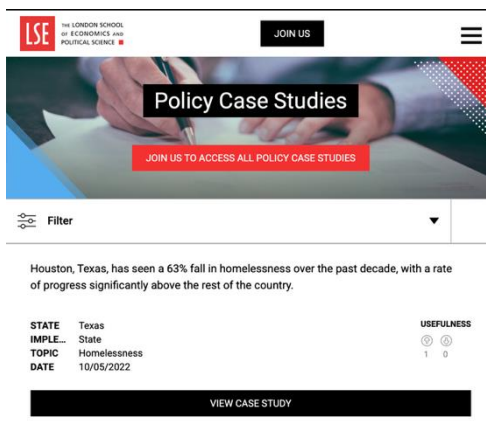 LSE
THE LONDON SCHOOL
OF ECONOMICS AND
POLITICAL SCIENCE
JOIN US
Policy Case Studies
JOIN US TO ACCESS ALL POLICY CASE STUDIES
Filter
Houston, Texas, has seen a 63% fall in homelessness over the past decade, with a rate
of progress significantly above the rest of the country.
STATE Texas
IMPLE... State
TOPIC Homelessness
DATE 10/05/2022
USEFULNESS
1 0
VIEW CASE STUDY